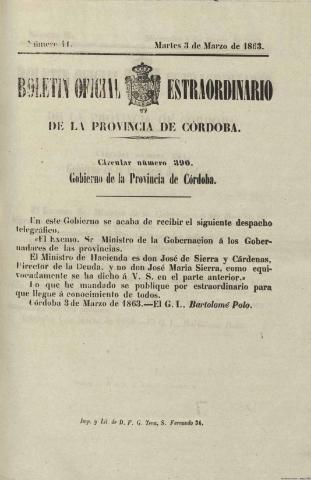 Número 41. Martes 3 de Marzo de 1863.
BOLETIN OFICIAL ESTRAORDINARIO
DE LA PROVINCIA DE CÓRDOBA.
Circular número 296.
Gobierno de la Provincia de Córdoba.
En este Gobierno se acaba de recibir el siguiente despacho
telegráfico.
«El Excmo. Sr Ministro de la Gobernacion á los Gober-
nadores de las provincias.
El Ministro de Hacienda es don José de Sierra y Cárdenas,
Director de la Deuda, y no don José Maria Sierra, como equi-
vocadamente se ha dicho á V. S. en el parte anterior.»
Lo que he mandado se publique por estraordinario para
que llegue á conocimiento de todos.
Córdoba 3 de Marzo de 1863.—El G. I., Bartolomé Polo.
Imp. y Lit. de D. F. G. Tena, S. Fernando 34.